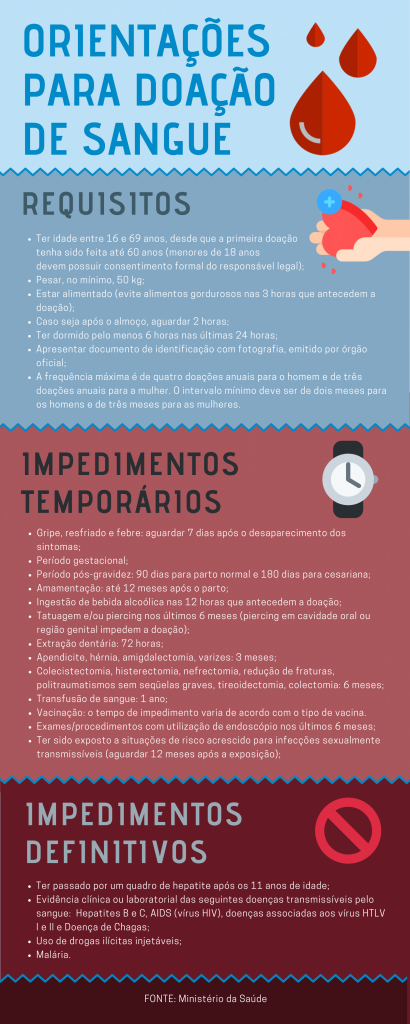 ORIENTAÇÕES
PARA DOAÇÃO
DE SANGUE
REQUISITOS
• Ter idade entre 16 e 69 anos, desde que a primeira doação
tenha sido feita até 60 anos (menores de 18 anos
devem possuir consentimento formal do responsável legal);
• Pesar, no mínimo, 50 kg;
• Estar alimentado (evite alimentos gordurosos nas 3 horas que antecedem a
doação);
• Caso seja após o almoço, aguardar 2 horas;
• Ter dormido pelo menos 6 horas nas últimas 24 horas;
• Apresentar documento de identificação com fotografia, emitido por órgão
oficial;
• A frequência máxima é de quatro doações anuais para o homem e de três
doações anuais para a mulher. O intervalo mínimo deve ser de dois meses para
os homens e de três meses para as mulheres.
IMPEDIMENTOS
TEMPORÁRIOS
• Gripe, resfriado e febre: aguardar 7 dias após o desaparecimento dos
sintomas;
• Período gestacional;
• Período pós-gravidez: 90 dias para parto normal e 180 dias para cesariana;
• Amamentação: até 12 meses após o parto;
• Ingestão de bebida alcoólica nas 12 horas que antecedem a doação;
• Tatuagem e/ou piercing nos últimos 6 meses (piercing em cavidade oral ou
região genital impedem a doação);
• Extração dentária: 72 horas;
• Apendicite, hérnia, amigdalectomia, varizes: 3 meses;
• Colecistectomia, histerectomia, nefrectomia, redução de fraturas,
politraumatismos sem seqüelas graves, tireoidectomia, colectomia: 6 meses;
• Transfusão de sangue: 1 ano;
• Vacinação: o tempo de impedimento varia de acordo com o tipo de vacina.
• Exames/procedimentos com utilização de endoscópio nos últimos 6 meses;
• Ter sido exposto a situações de risco acrescido para infecções sexualmente
transmissíveis (aguardar 12 meses após a exposição);
IMPEDIMENTOS
DEFINITIVOS
• Ter passado por um quadro de hepatite após os 11 anos de idade;
• Evidência clínica ou laboratorial das seguintes doenças transmissíveis pelo
sangue: Hepatites B e C, AIDS (vírus HIV), doenças associadas aos vírus HTLV
I e II e Doença de Chagas;
• Uso de drogas ilícitas injetáveis;
• Malária.
FONTE: Ministério da Saúde